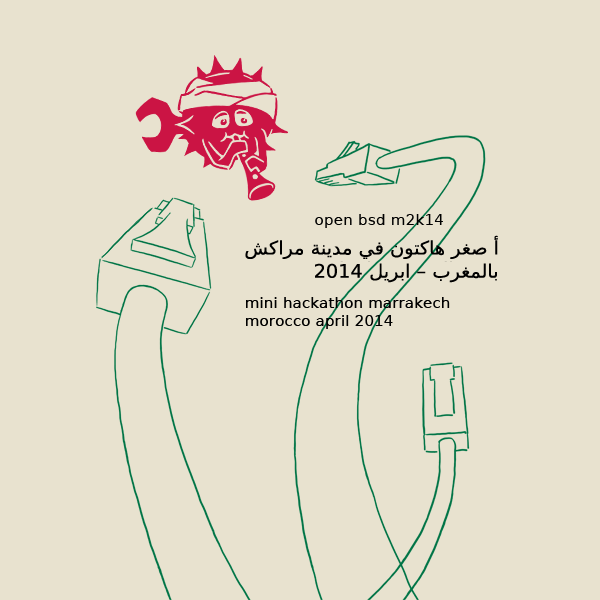 open bsd m2k14
أ صغر هاكتون في مدينة مراكش
بالمغرب – ابريل 2014
mini hackathon marrakech
morocco april 2014